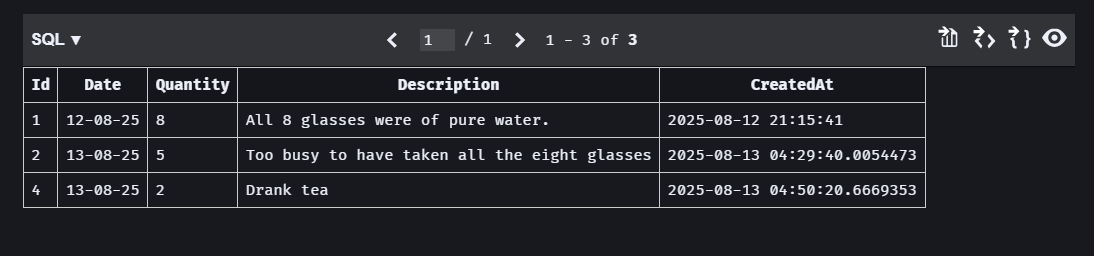 SQL ▼ 1 / 1 1 - 3 of 3
Id Date Quantity Description CreatedAt
1 12-08-25 8 All 8 glasses were of pure water. 2025-08-12 21:15:41
2 13-08-25 5 Too busy to have taken all the eight glasses 2025-08-13 04:29:40.0054473
4 13-08-25 2 Drank tea 2025-08-13 04:50:20.6669353